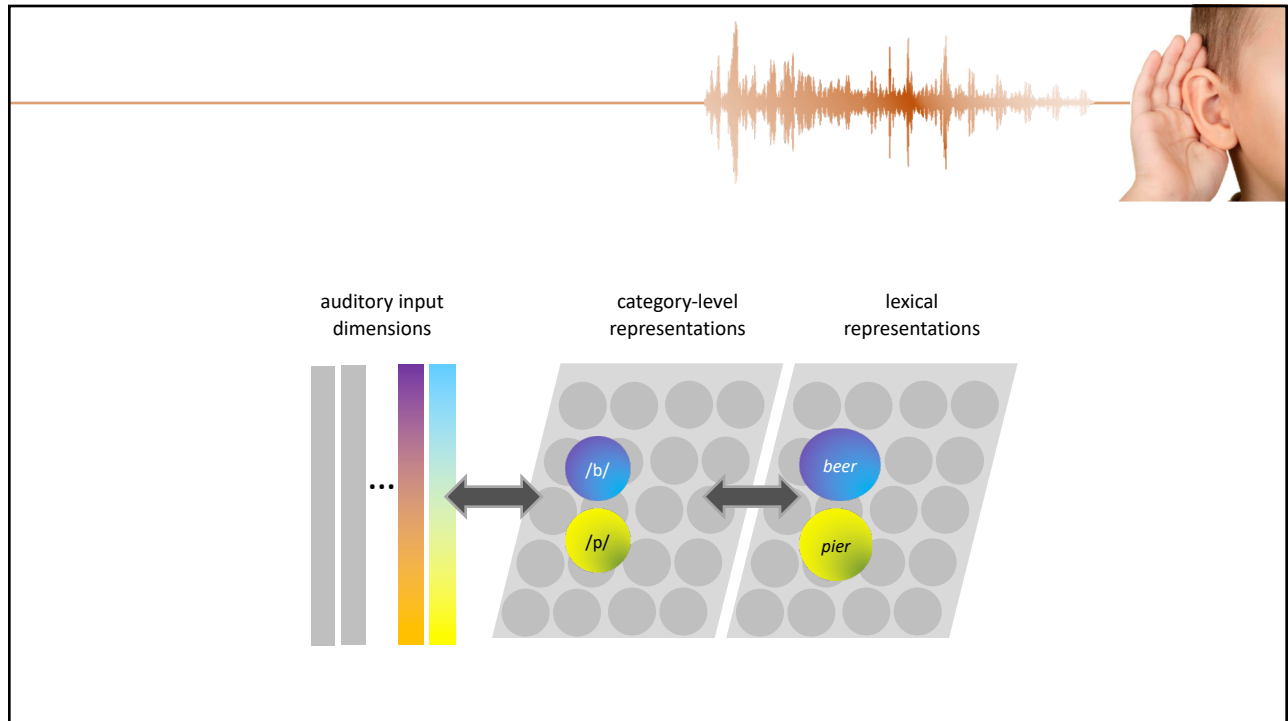 auditory input
dimensions
category-level
representations
lexical
representations
...
/b/
beer
/p/
pier